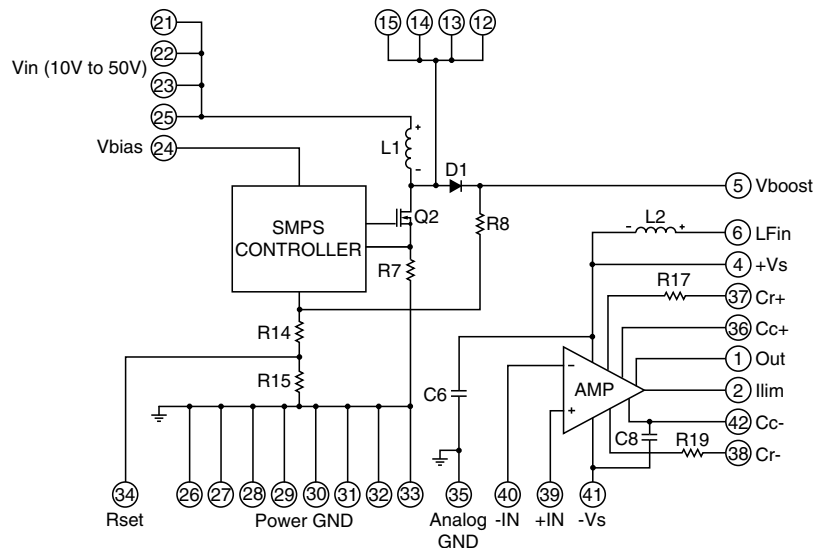 21
15 14 13 12
22
Vin (10V to 50V)
23
25
+
L1
Vbias 24
-
D1
5 Vboost
SMPS
CONTROLLER
Q2
R8
L2
- +
6 LFin
R7
4 +Vs
R17
37 Cr+
R14
36 Cc+
1 Out
R15
C6
-
AMP
+
2 Ilim
42 Cc-
C8
R19
38 Cr-
34 26 27 28 29 30 31 32 33 35 40 39 41
Rset Power GND Analog -IN +IN -Vs
GND